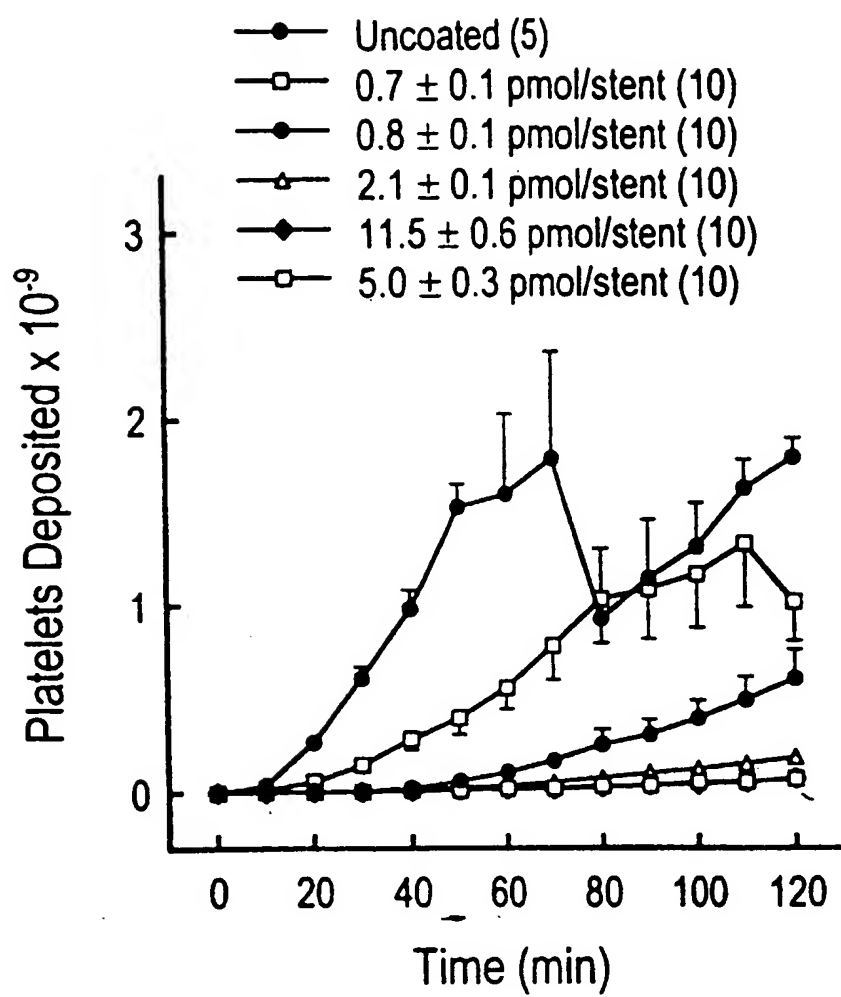 Uncoated (5)
0.7 ± 0.1 pmol/stent (10)
0.8 ± 0.1 pmol/stent (10)
2.1 ± 0.1 pmol/stent (10)
11.5 ± 0.6 pmol/stent (10)
5.0 ± 0.3 pmol/stent (10)
Platelets Deposited x 10⁻⁹
3
2
1
0
0 20 40 60 80 100 120
Time (min)